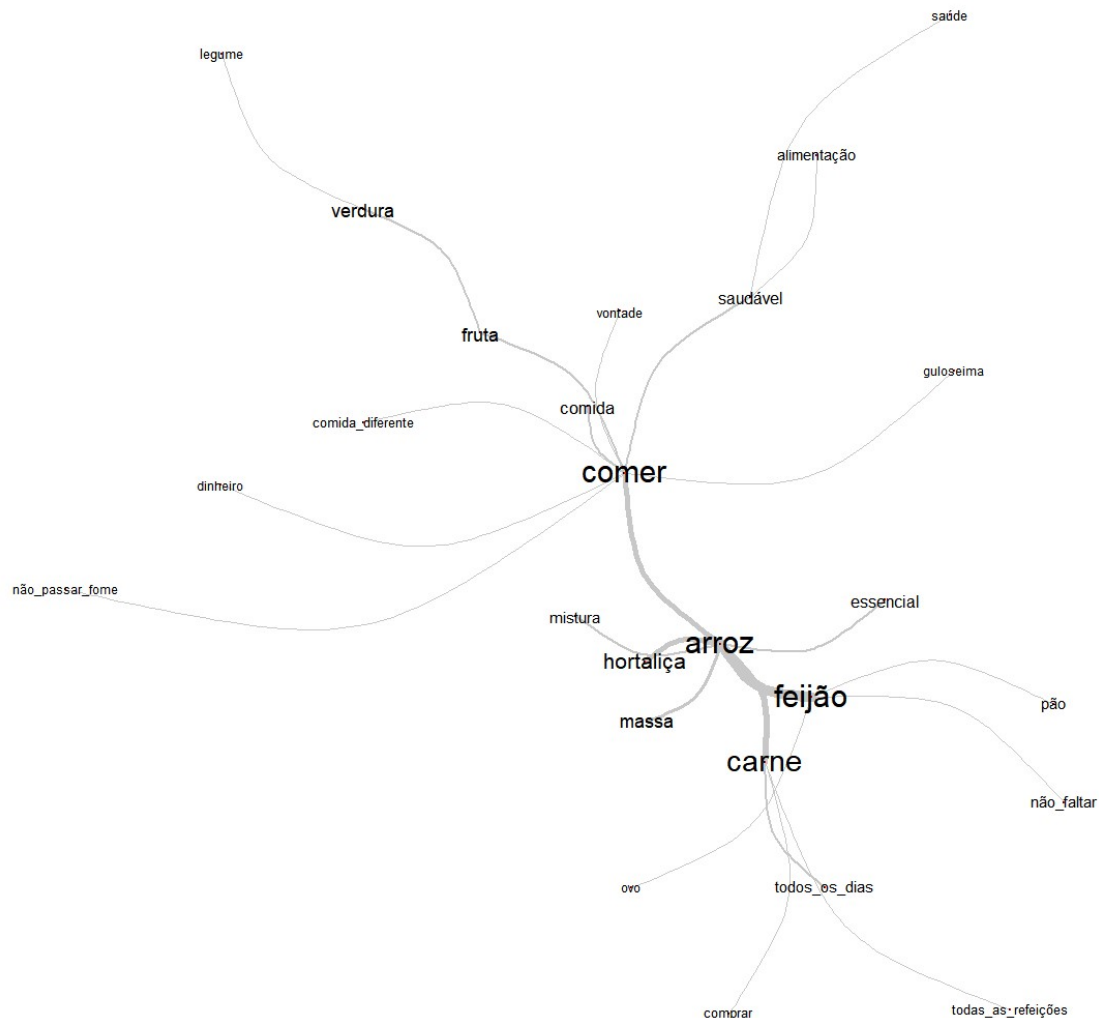 saúde
legume
alimentação
verdura
saudável
vontade
fruta
guloseima
comida
comida_diferente
comer
dinheiro
não_passar_fome
essencial
mistura
arroz
hortaliça
feijão
pão
massa
carne
não_faltar
ovo
todos_os_dias
comprar
todas_as_refeições